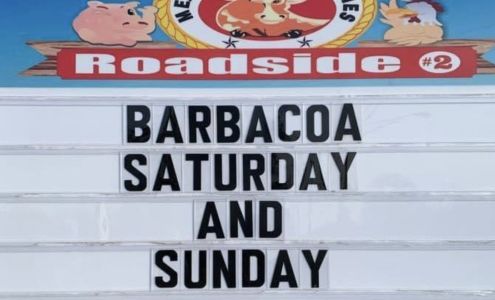 Roadside #2
BARBACOA
SATURDAY
AND
SUNDAY